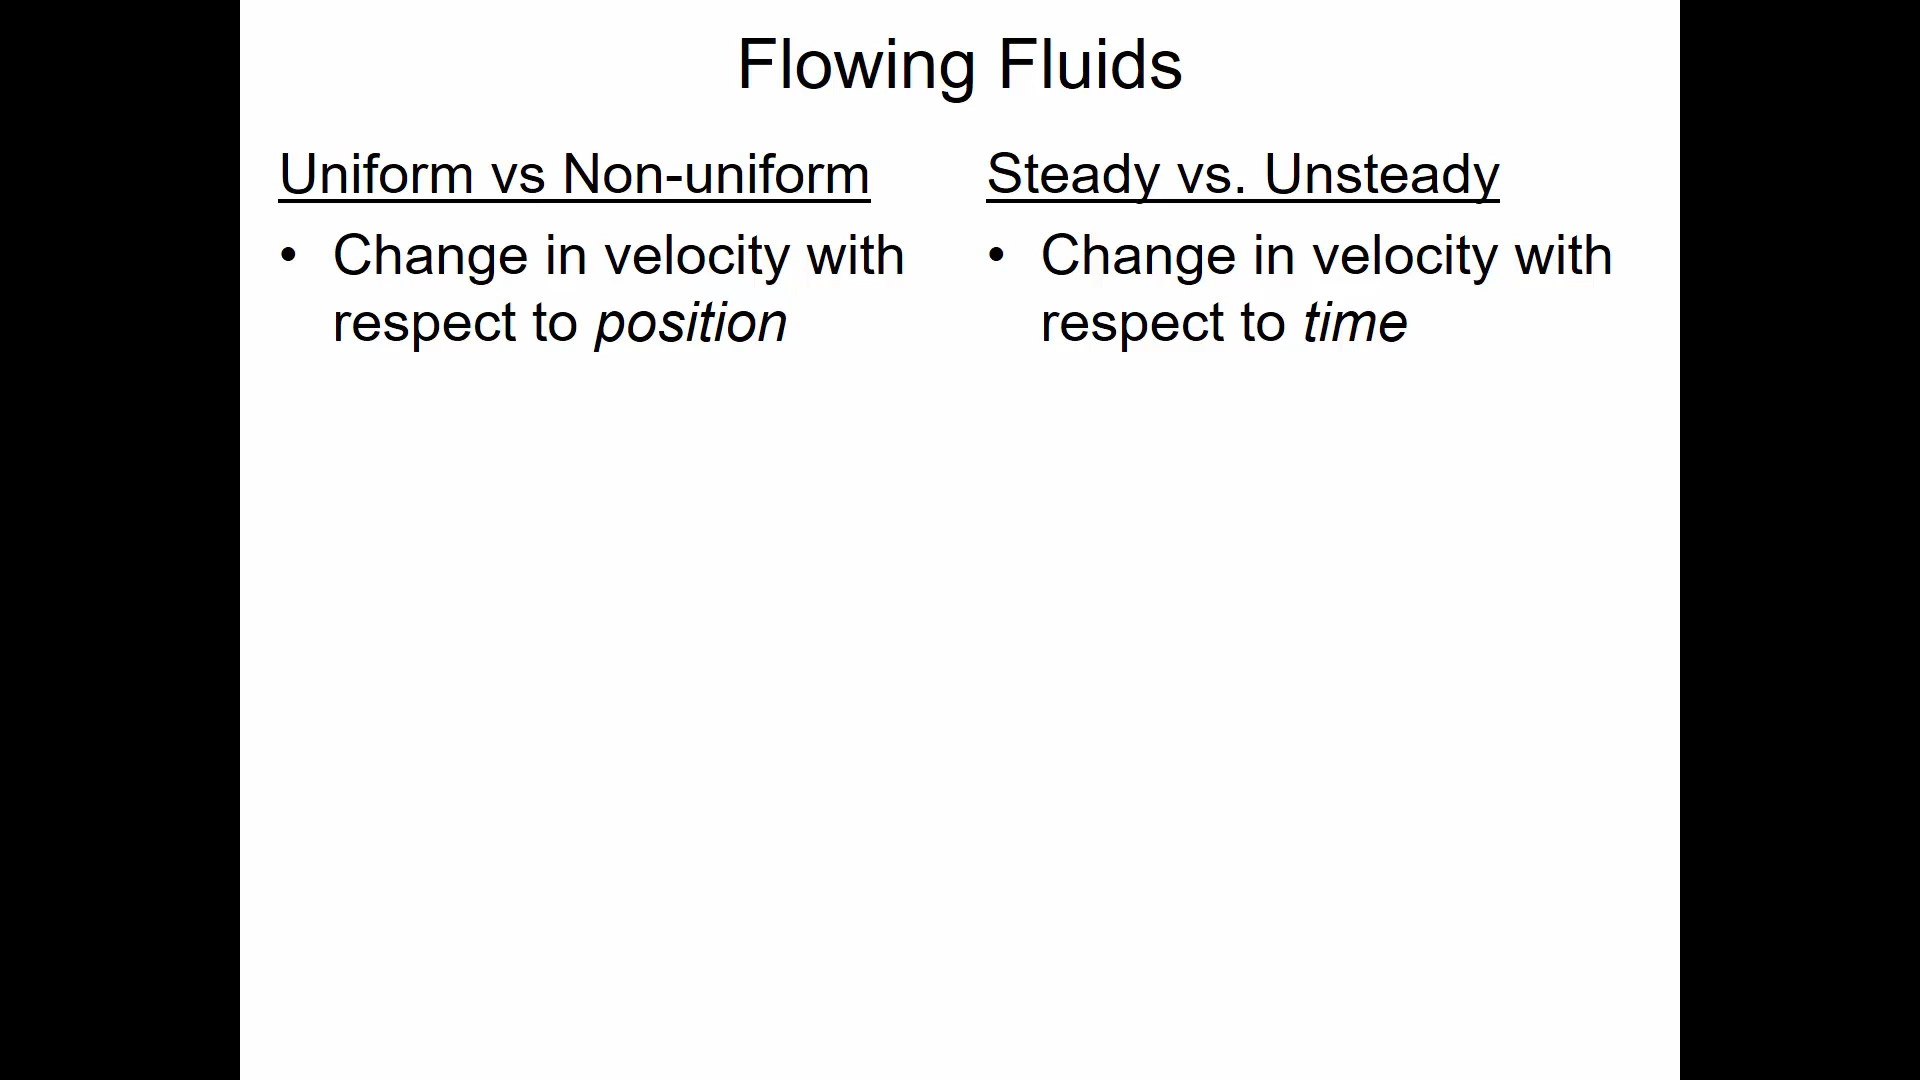 Flowing Fluids
Uniform vs Non-uniform
• Change in velocity with
respect to position
Steady vs. Unsteady
• Change in velocity with
respect to time